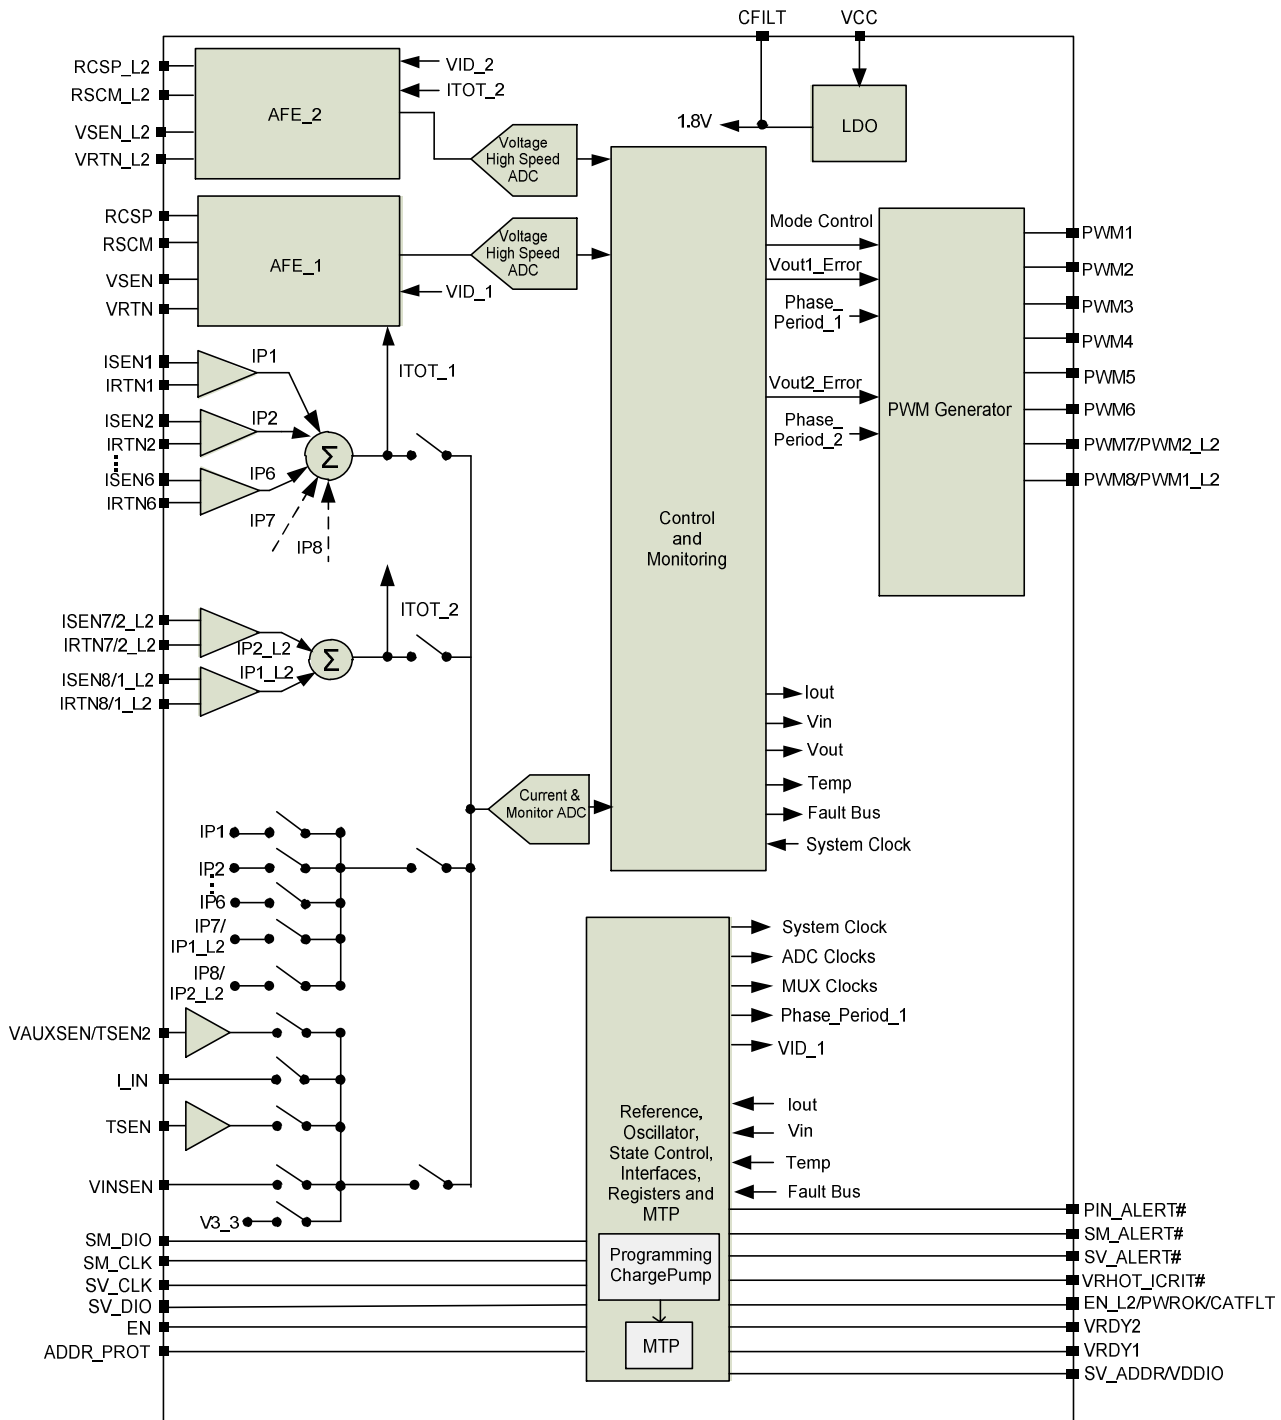 CFILT
VCC
RCSP_L2
RSCM_L2
VSEN_L2
VRTN_L2
AFE_2
VID_2
ITOT_2
1.8V
LDO
Voltage
High Speed
ADC
RCSP
RSCM
VSEN
VRTN
AFE_1
VID_1
Voltage
High Speed
ADC
ITOT_1
ISEN1
IRTN1
ISEN2
IRTN2
ISEN6
IRTN6
IP1
IP2
IP6
IP7
IP8
Σ
ISEN7/2_L2
IRTN7/2_L2
ISEN8/1_L2
IRTN8/1_L2
IP2_L2
IP1_L2
Σ
ITOT_2
Control
and
Monitoring
Mode Control
Vout1_Error
Phase_
Period_1
Vout2_Error
Phase_
Period_2
PWM Generator
PWM1
PWM2
PWM3
PWM4
PWM5
PWM6
PWM7/PWM2_L2
PWM8/PWM1_L2
Iout
Vin
Vout
Temp
Fault Bus
System Clock
Current &
Monitor ADC
IP1
IP2
IP6
IP7/
IP1_L2
IP8/
IP2_L2
VAUXSEN/TSEN2
I_IN
TSEN
VINSEN
V3_3
SM_DIO
SM_CLK
SV_CLK
SV_DIO
EN
ADDR_PROT
System Clock
ADC Clocks
MUX Clocks
Phase_Period_1
VID_1
Iout
Vin
Temp
Fault Bus
Reference,
Oscillator,
State Control,
Interfaces,
Registers and
MTP
Programming
ChargePump
MTP
PIN_ALERT#
SM_ALERT#
SV_ALERT#
VRHOT_ICRIT#
EN_L2/PWROK/CATFLT
VRDY2
VRDY1
SV_ADDR/VDDIO